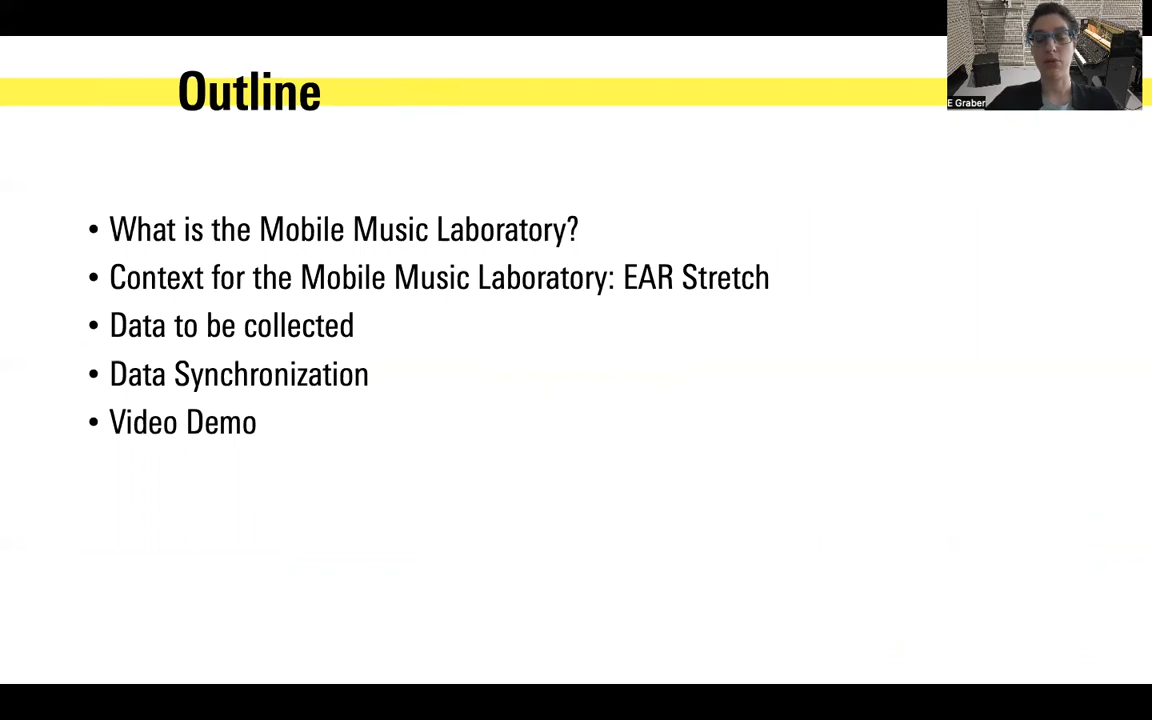 Outline
E Graber
• What is the Mobile Music Laboratory?
• Context for the Mobile Music Laboratory: EAR Stretch
• Data to be collected
• Data Synchronization
• Video Demo